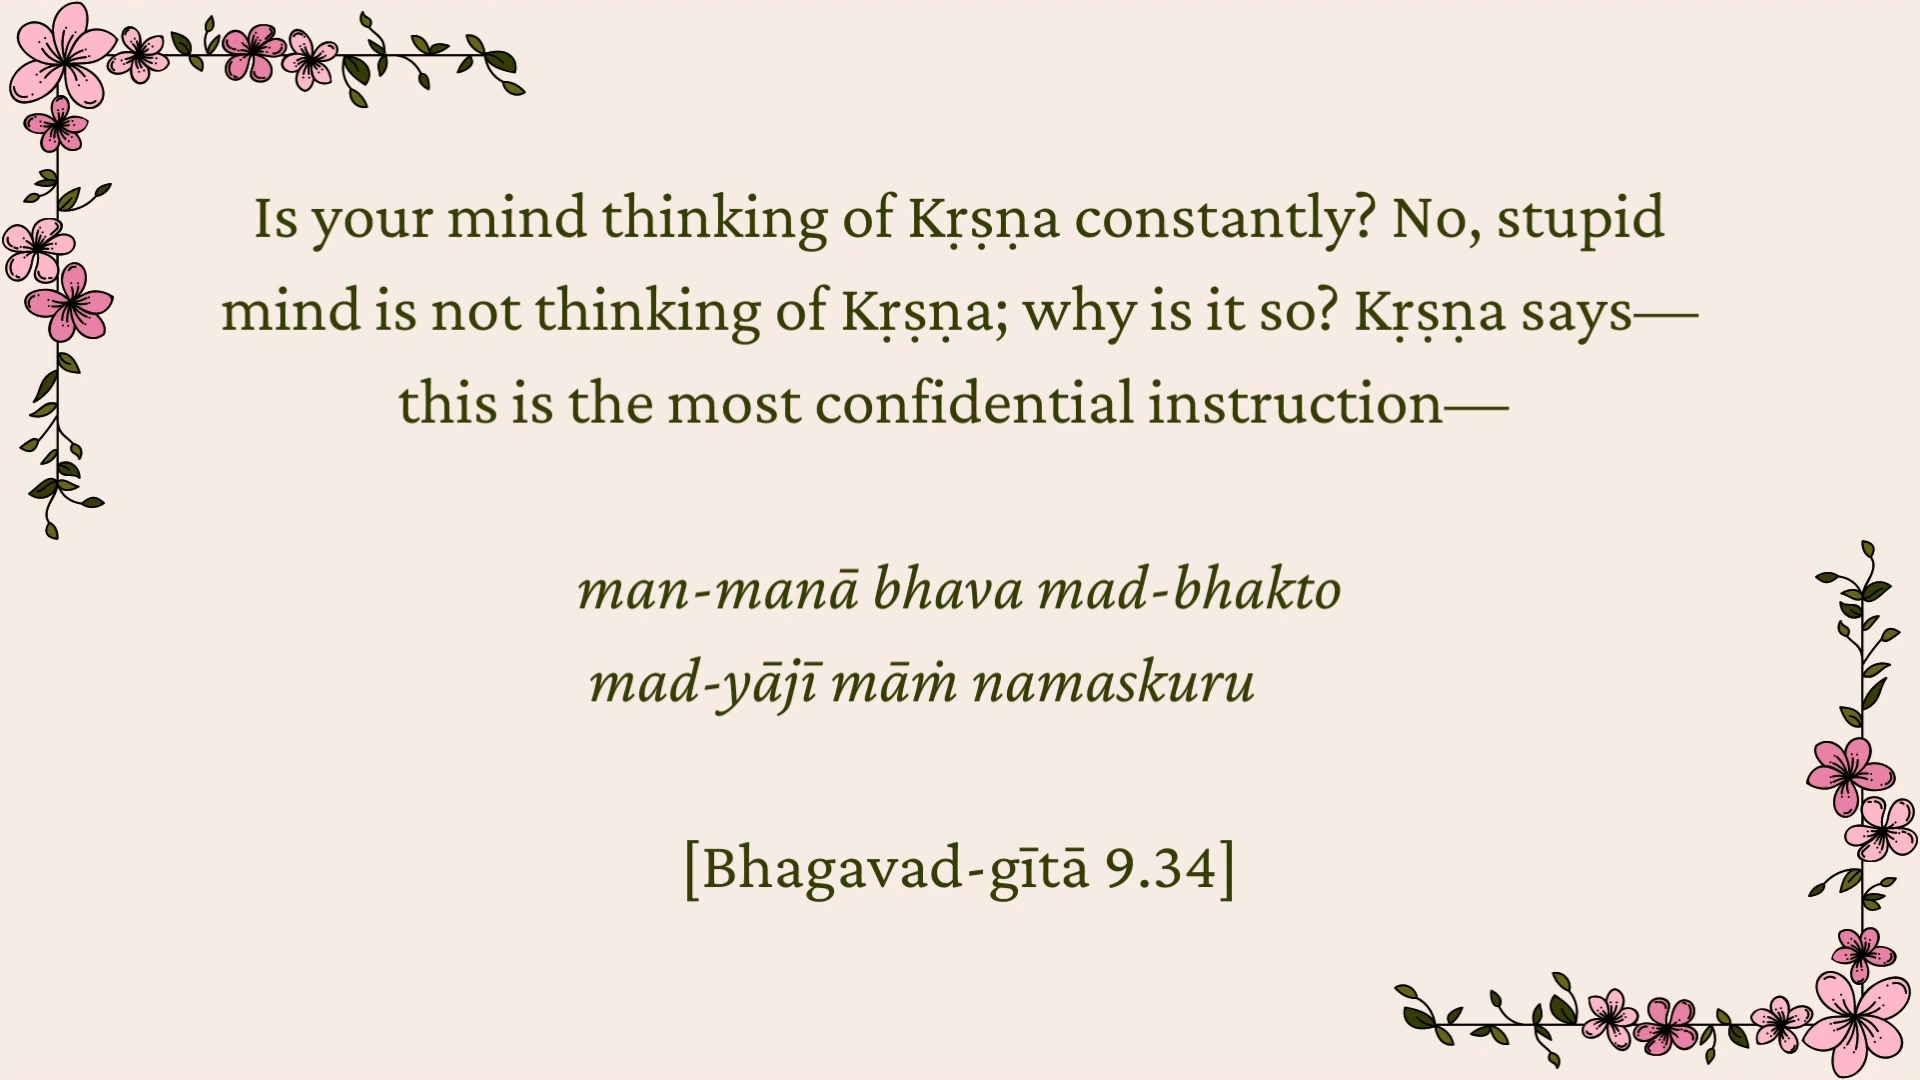 Is your mind thinking of Kṛṣṇa constantly? No, stupid
mind is not thinking of Kṛṣṇa; why is it so? Kṛṣṇa says—
this is the most confidential instruction—
man-manā bhava mad-bhakto
mad-yājī māṁ namaskuru
[Bhagavad-gītā 9.34]